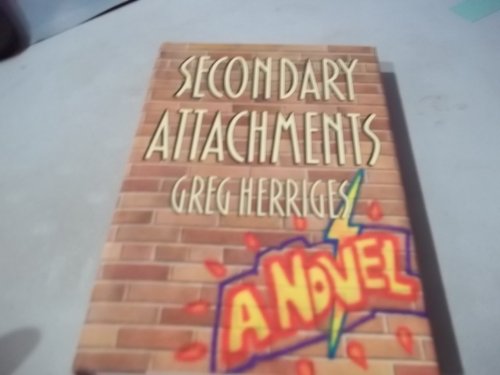 SECONDARY
ATTACHMENTS
GREG HERRIGES
A NOVEL